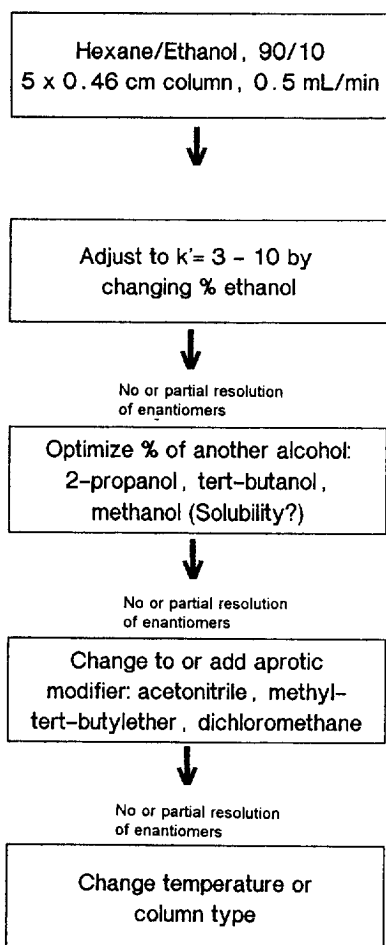 Hexane/Ethanol, 90/10
5 x 0.46 cm column, 0.5 mL/min
Adjust to k'= 3 - 10 by
changing % ethanol
No or partial resolution
of enantiomers
Optimize % of another alcohol:
2-propanol, tert-butanol,
methanol (Solubility?)
No or partial resolution
of enantiomers
Change to or add aprotic
modifier: acetonitrile, methyl-
tert-butylether, dichloromethane
No or partial resolution
of enantiomers
Change temperature or
column type